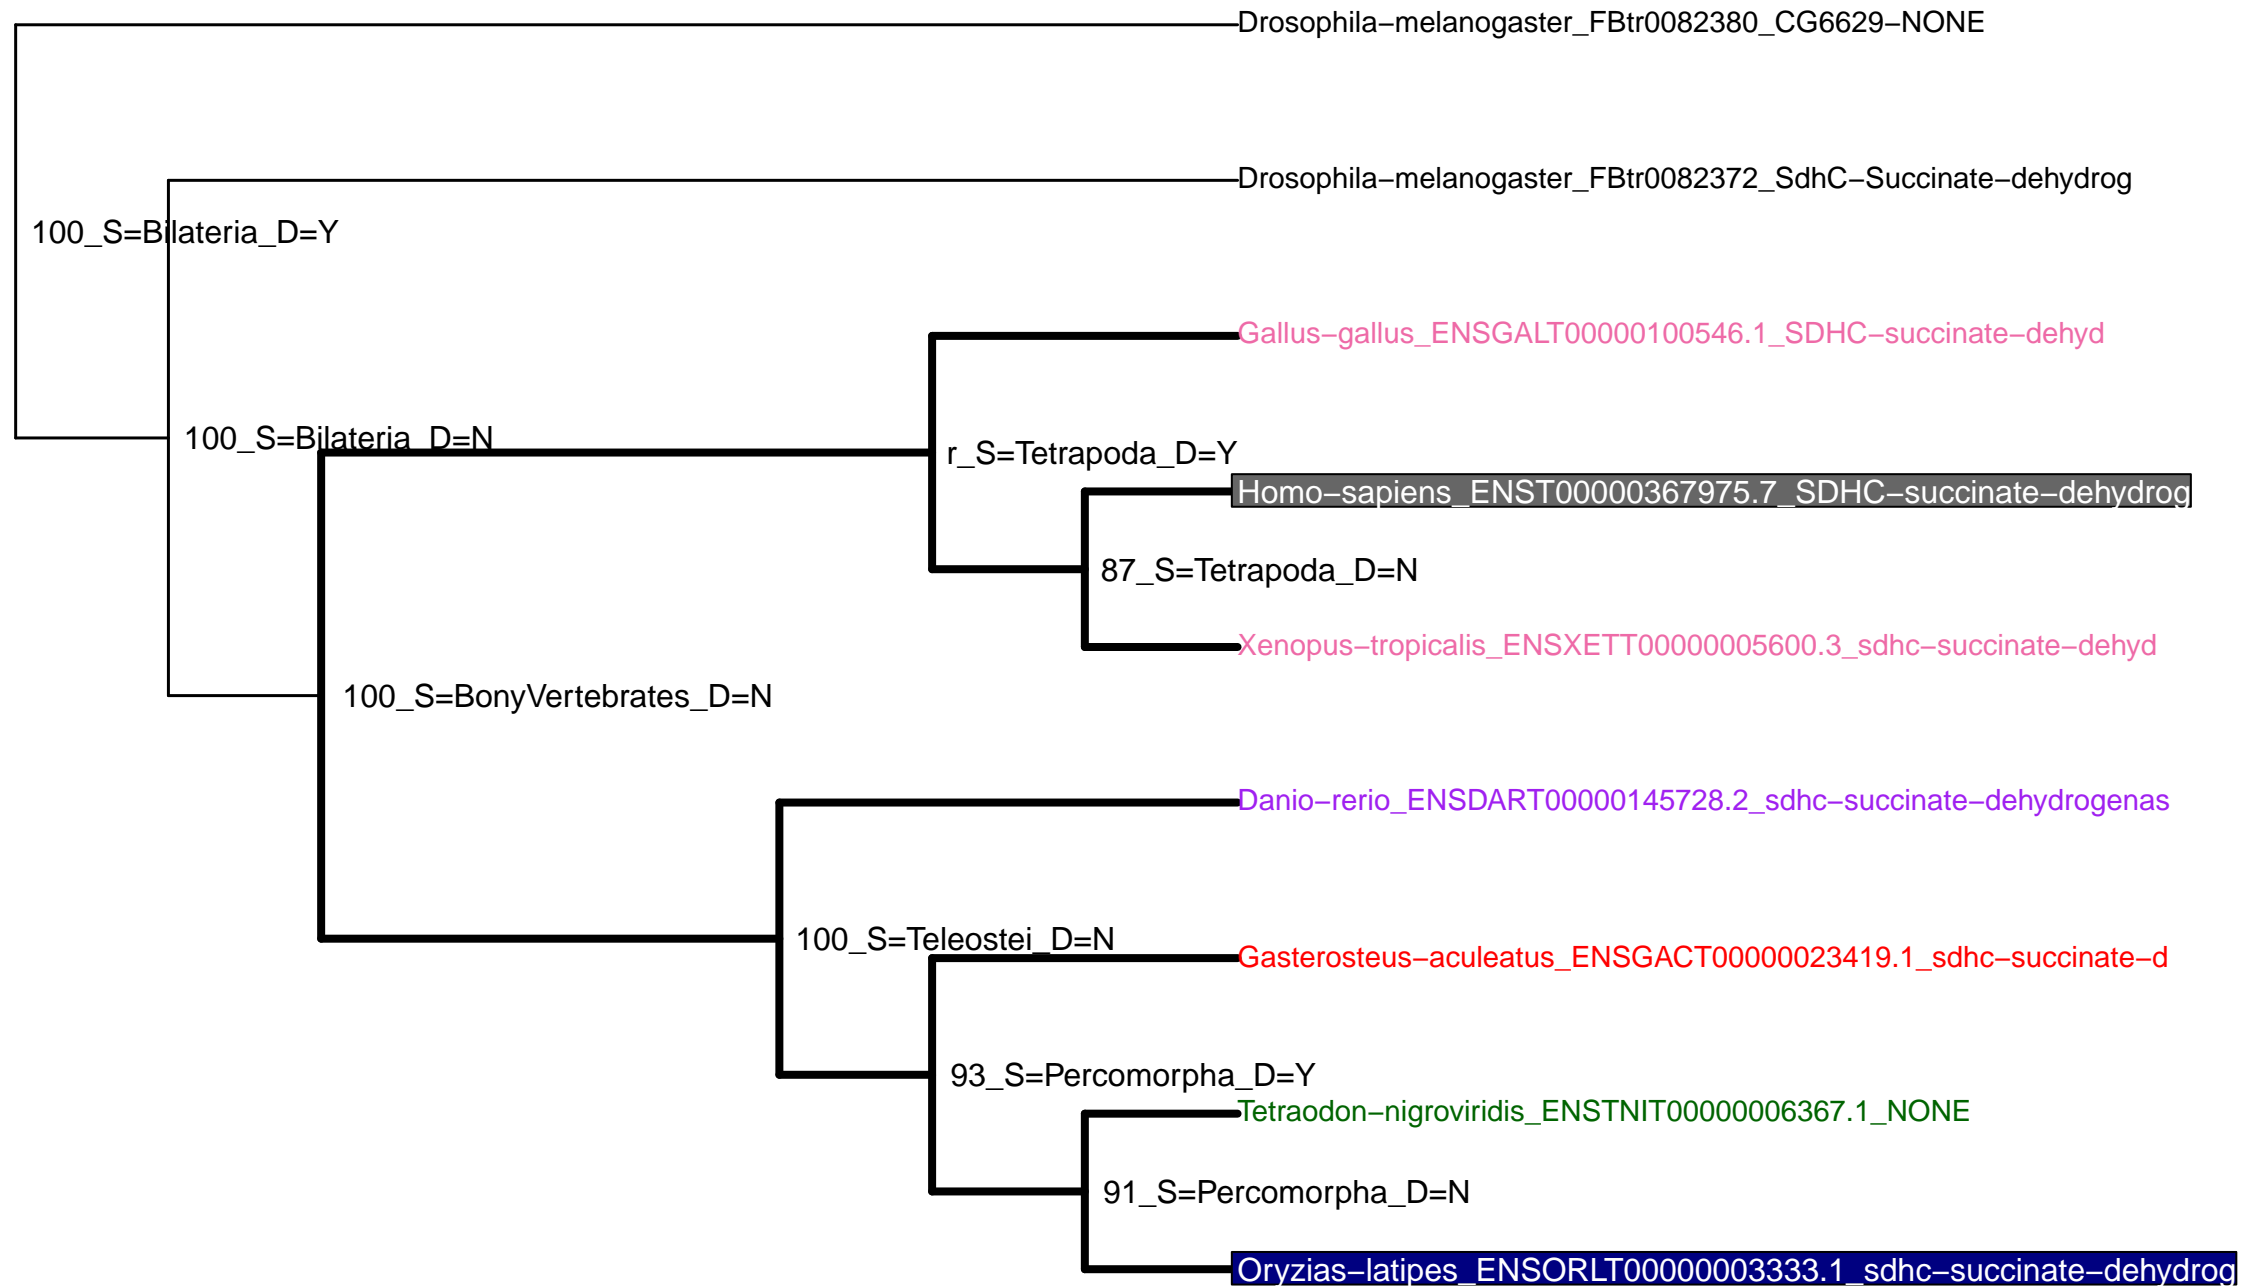 Drosophila−melanogaster_FBtr0082380_CG6629−NONE
Drosophila−melanogaster_FBtr0082372_SdhC−Succinate−dehydrog
100_S=Bilateria_D=Y
Gallus−gallus_ENSGALT00000100546.1_SDHC−succinate−dehyd
100_S=Bilateria_D=N
r_S=Tetrapoda_D=Y
Homo−sapiens_ENST00000367975.7_SDHC−succinate−dehydrog
87_S=Tetrapoda_D=N
Xenopus−tropicalis_ENSXETT00000005600.3_sdhc−succinate−dehyd
100_S=BonyVertebrates_D=N
Danio−rerio_ENSDART00000145728.2_sdhc−succinate−dehydrogenas
100_S=Teleostei_D=N
Gasterosteus−aculeatus_ENSGACT00000023419.1_sdhc−succinate−d
93_S=Percomorpha_D=Y
Tetraodon−nigroviridis_ENSTNIT00000006367.1_NONE
91_S=Percomorpha_D=N
Oryzias−latipes_ENSORLT00000003333.1_sdhc−succinate−dehydrog